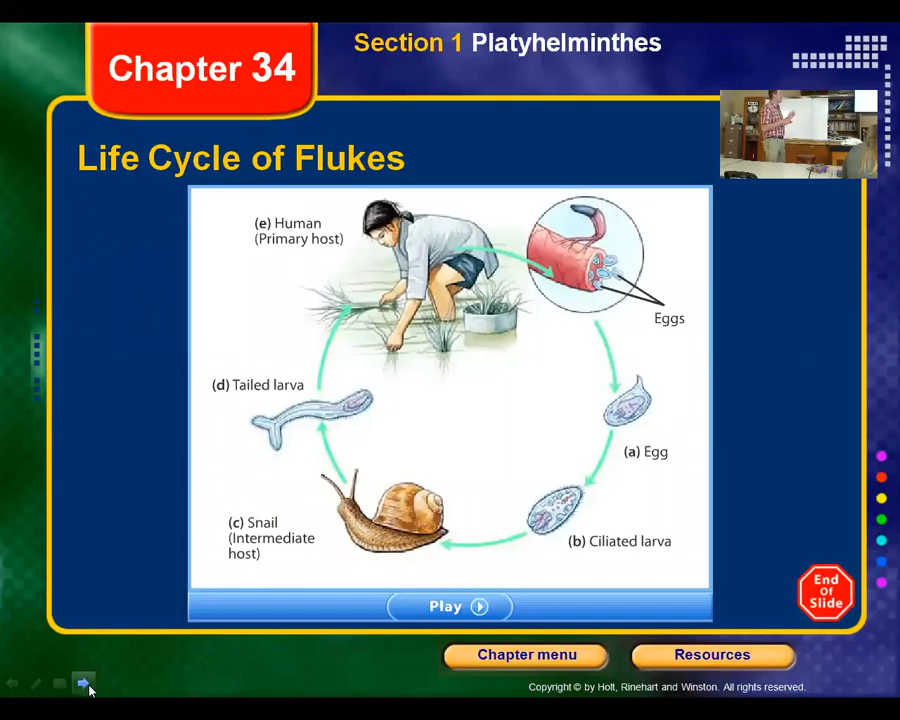 Chapter 34
Section 1 Platyhelminthes
Life Cycle of Flukes
(e) Human
(Primary host)
Eggs
(d) Tailed larva
(a) Egg
(c) Snail
(Intermediate
host)
(b) Ciliated larva
Play
End
Of
Slide
Chapter menu
Resources
Copyright © by Holt, Rinehart and Winston. All rights reserved.